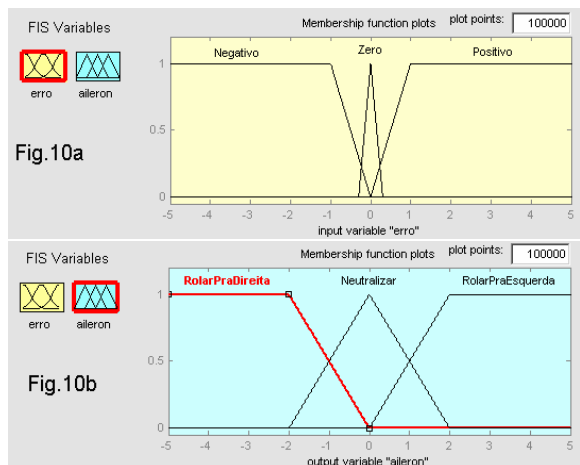 FIS Variables
Membership function plots
plot points:
100000
erro
aileron
Fig.10a
Negativo
Zero
Positivo
1
0.5
0
-5 -4 -3 -2 -1 0 1 2 3 4 5
input variable "erro"
FIS Variables
Membership function plots
plot points:
100000
erro
aileron
Fig.10b
RolarPraDireita
Neutralizar
RolarPraEsquerda
1
0.5
0
-5 -4 -3 -2 -1 0 1 2 3 4 5
output variable "aileron"